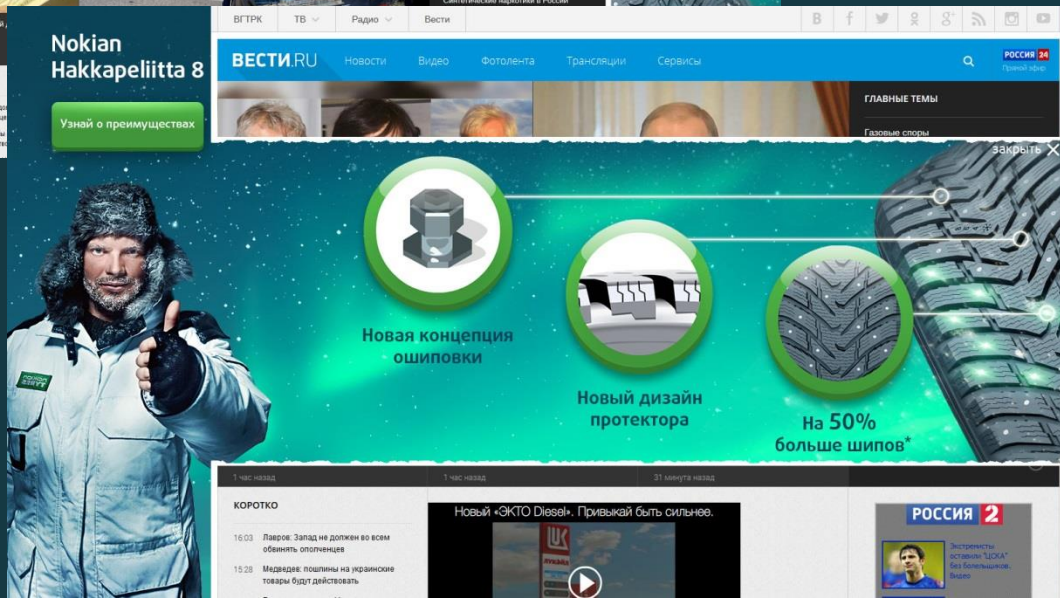 Синтетические наркотики в России
Nokian
Hakkapeliitta 8
Узнай о преимуществах
ВГТРК ТВ Радио Вести
ВЕСТИ.RU Новости Видео Фотолента Трансляции Сервисы
РОССИЯ 24
Прямой эфир
ГЛАВНЫЕ ТЕМЫ
Газовые споры
закрыть
Новая концепция
ошиповки
Новый дизайн
протектора
На 50%
больше шипов*
1 час назад 1 час назад 31 минута назад
КОРОТКО
16:03 Лавров: Запад не должен во всем
обвинять ополченцев
15:28 Медведев: пошлины на украинские
товары будут действовать
Новый «ЭКТО Diesel». Привыкай быть сильнее.
ЛУКОЙЛ
РОССИЯ 2
Экстремисты
оставили "ЦСКА"
без болельщиков.
Видео